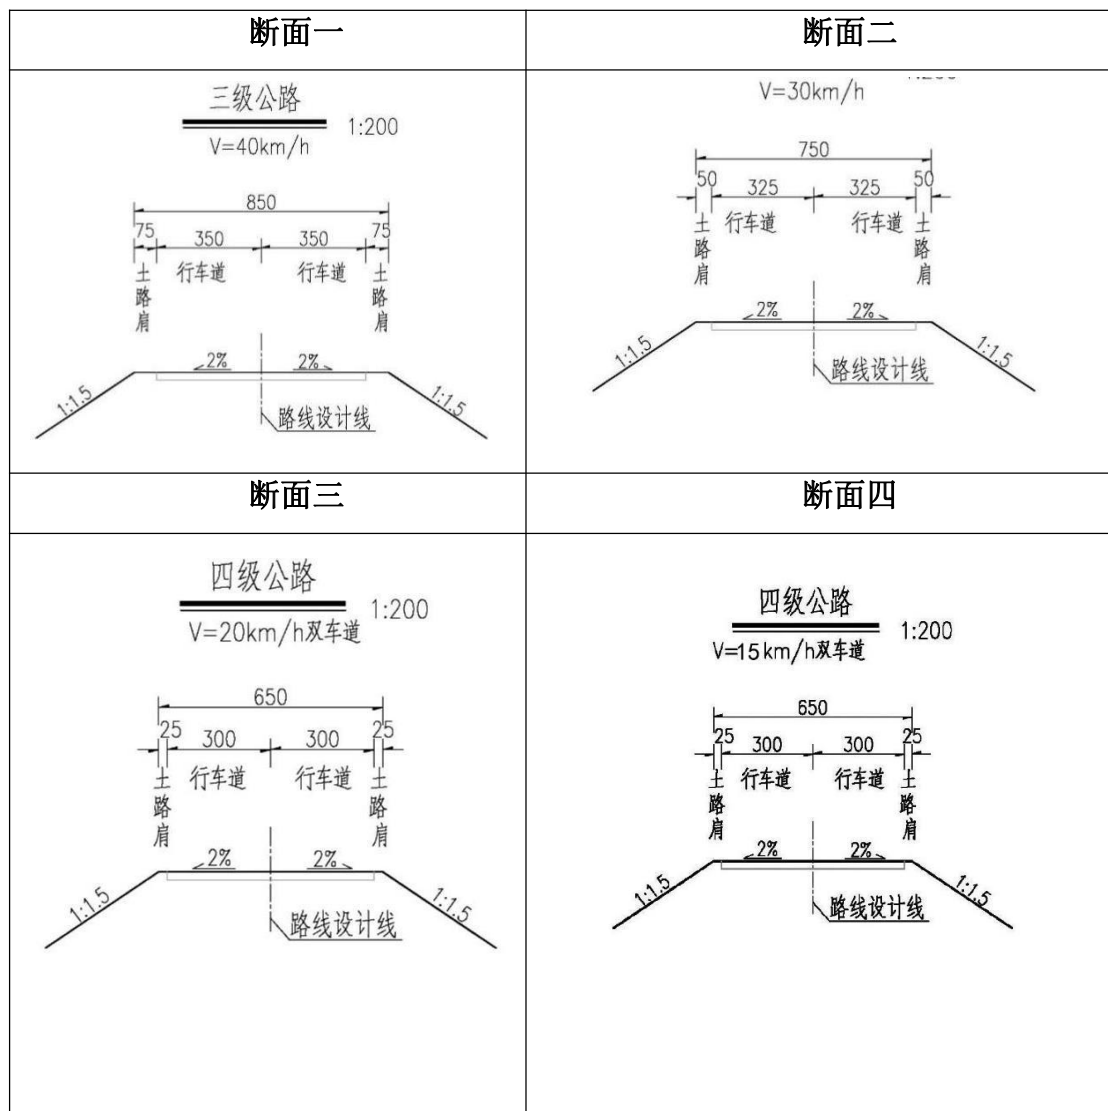 断面一
断面二
三级公路
1:200
V=40km/h
850
75
350
350
75
土路肩
行车道
行车道
土路肩
2%
2%
1:1.5
1:1.5
路线设计线
V=30km/h
750
50
325
325
50
土路肩
行车道
行车道
土路肩
2%
2%
1:1.5
1:1.5
路线设计线
断面三
断面四
四级公路
1:200
V=20km/h双车道
650
25
300
300
25
土路肩
行车道
行车道
土路肩
2%
2%
1:1.5
1:1.5
路线设计线
四级公路
1:200
V=15km/h双车道
650
25
300
300
25
土路肩
行车道
行车道
土路肩
2%
2%
1:1.5
1:1.5
路线设计线